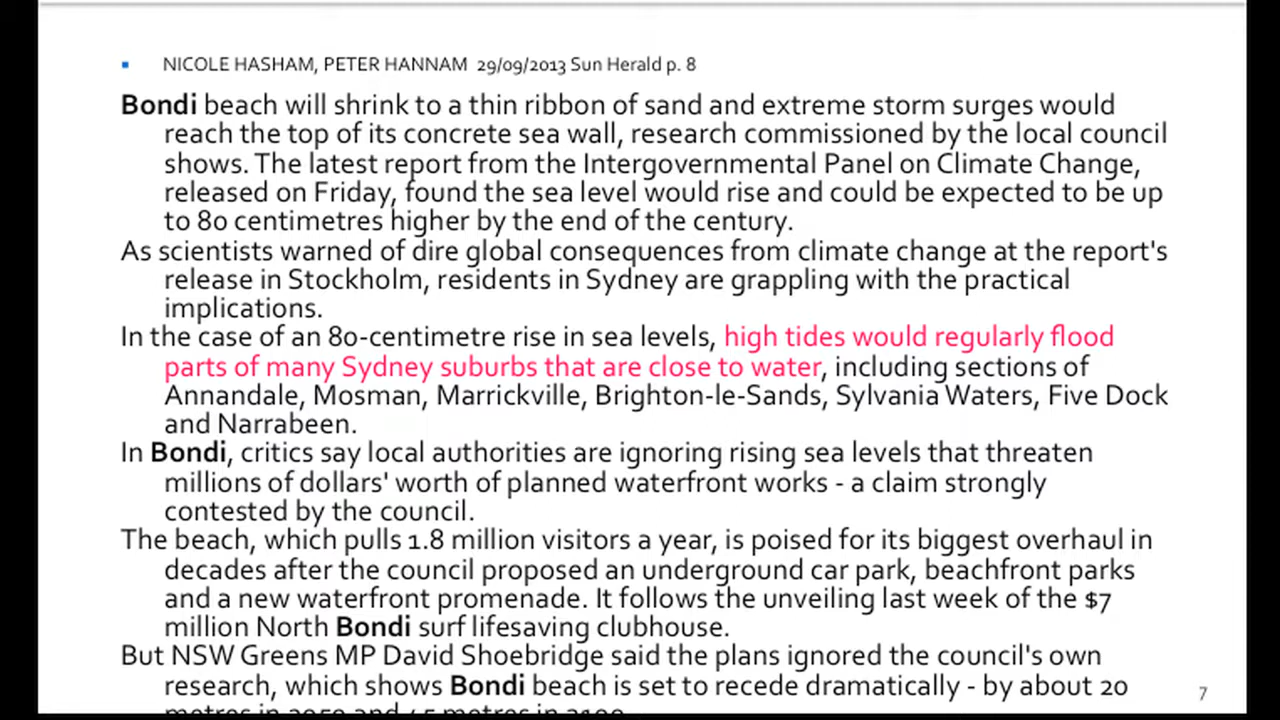 NICOLE HASHAM, PETER HANNAM 29/09/2013 Sun Herald p. 8
Bondi beach will shrink to a thin ribbon of sand and extreme storm surges would
reach the top of its concrete sea wall, research commissioned by the local council
shows. The latest report from the Intergovernmental Panel on Climate Change,
released on Friday, found the sea level would rise and could be expected to be up
to 80 centimetres higher by the end of the century.
As scientists warned of dire global consequences from climate change at the report's
release in Stockholm, residents in Sydney are grappling with the practical
implications.
In the case of an 80-centimetre rise in sea levels, high tides would regularly flood
parts of many Sydney suburbs that are close to water, including sections of
Annandale, Mosman, Marrickville, Brighton-le-Sands, Sylvania Waters, Five Dock
and Narrabeen.
In Bondi, critics say local authorities are ignoring rising sea levels that threaten
millions of dollars' worth of planned waterfront works - a claim strongly
contested by the council.
The beach, which pulls 1.8 million visitors a year, is poised for its biggest overhaul in
decades after the council proposed an underground car park, beachfront parks
and a new waterfront promenade. It follows the unveiling last week of the $7
million North Bondi surf lifesaving clubhouse.
But NSW Greens MP David Shoebridge said the plans ignored the council's own
research, which shows Bondi beach is set to recede dramatically - by about 20
metres in 2050 and 45 metres in 2100
7